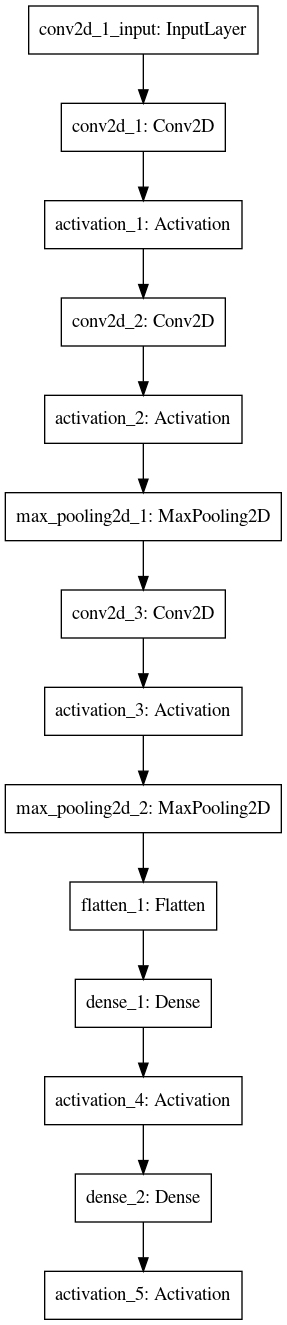 conv2d_1_input: InputLayer
conv2d_1: Conv2D
activation_1: Activation
conv2d_2: Conv2D
activation_2: Activation
max_pooling2d_1: MaxPooling2D
conv2d_3: Conv2D
activation_3: Activation
max_pooling2d_2: MaxPooling2D
flatten_1: Flatten
dense_1: Dense
activation_4: Activation
dense_2: Dense
activation_5: Activation